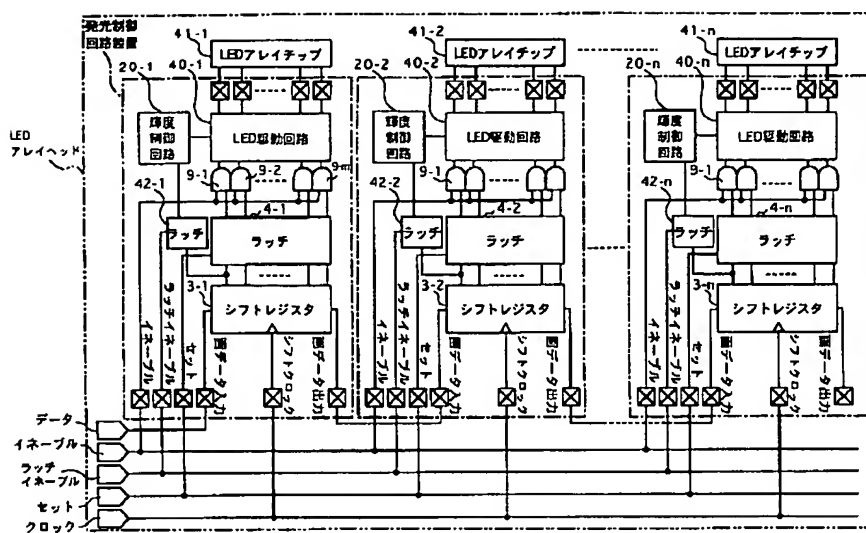 発光制御
回路装置
LED
アレイヘッド
41-1
LEDアレイチップ
20-1
40-1
輝度
制御
回路
LED駆動回路
9-1
9-2
9-m
42-1
4-1
ラッチ
ラッチ
3-1
シフトレジスタ
イネーブル
ラッチイネーブル
セット
画データ入力
シフトクロック
画データ出力
41-2
LEDアレイチップ
20-2
40-2
輝度
制御
回路
LED駆動回路
9-1
42-2
4-2
ラッチ
ラッチ
3-2
シフトレジスタ
イネーブル
ラッチイネーブル
セット
画データ入力
シフトクロック
画データ出力
41-n
LEDアレイチップ
20-n
40-n
輝度
制御
回路
LED駆動回路
9-1
42-n
4-n
ラッチ
ラッチ
3-n
シフトレジスタ
イネーブル
ラッチイネーブル
セット
画データ入力
シフトクロック
画データ出力
データ
イネーブル
ラッチ
イネーブル
セット
クロック